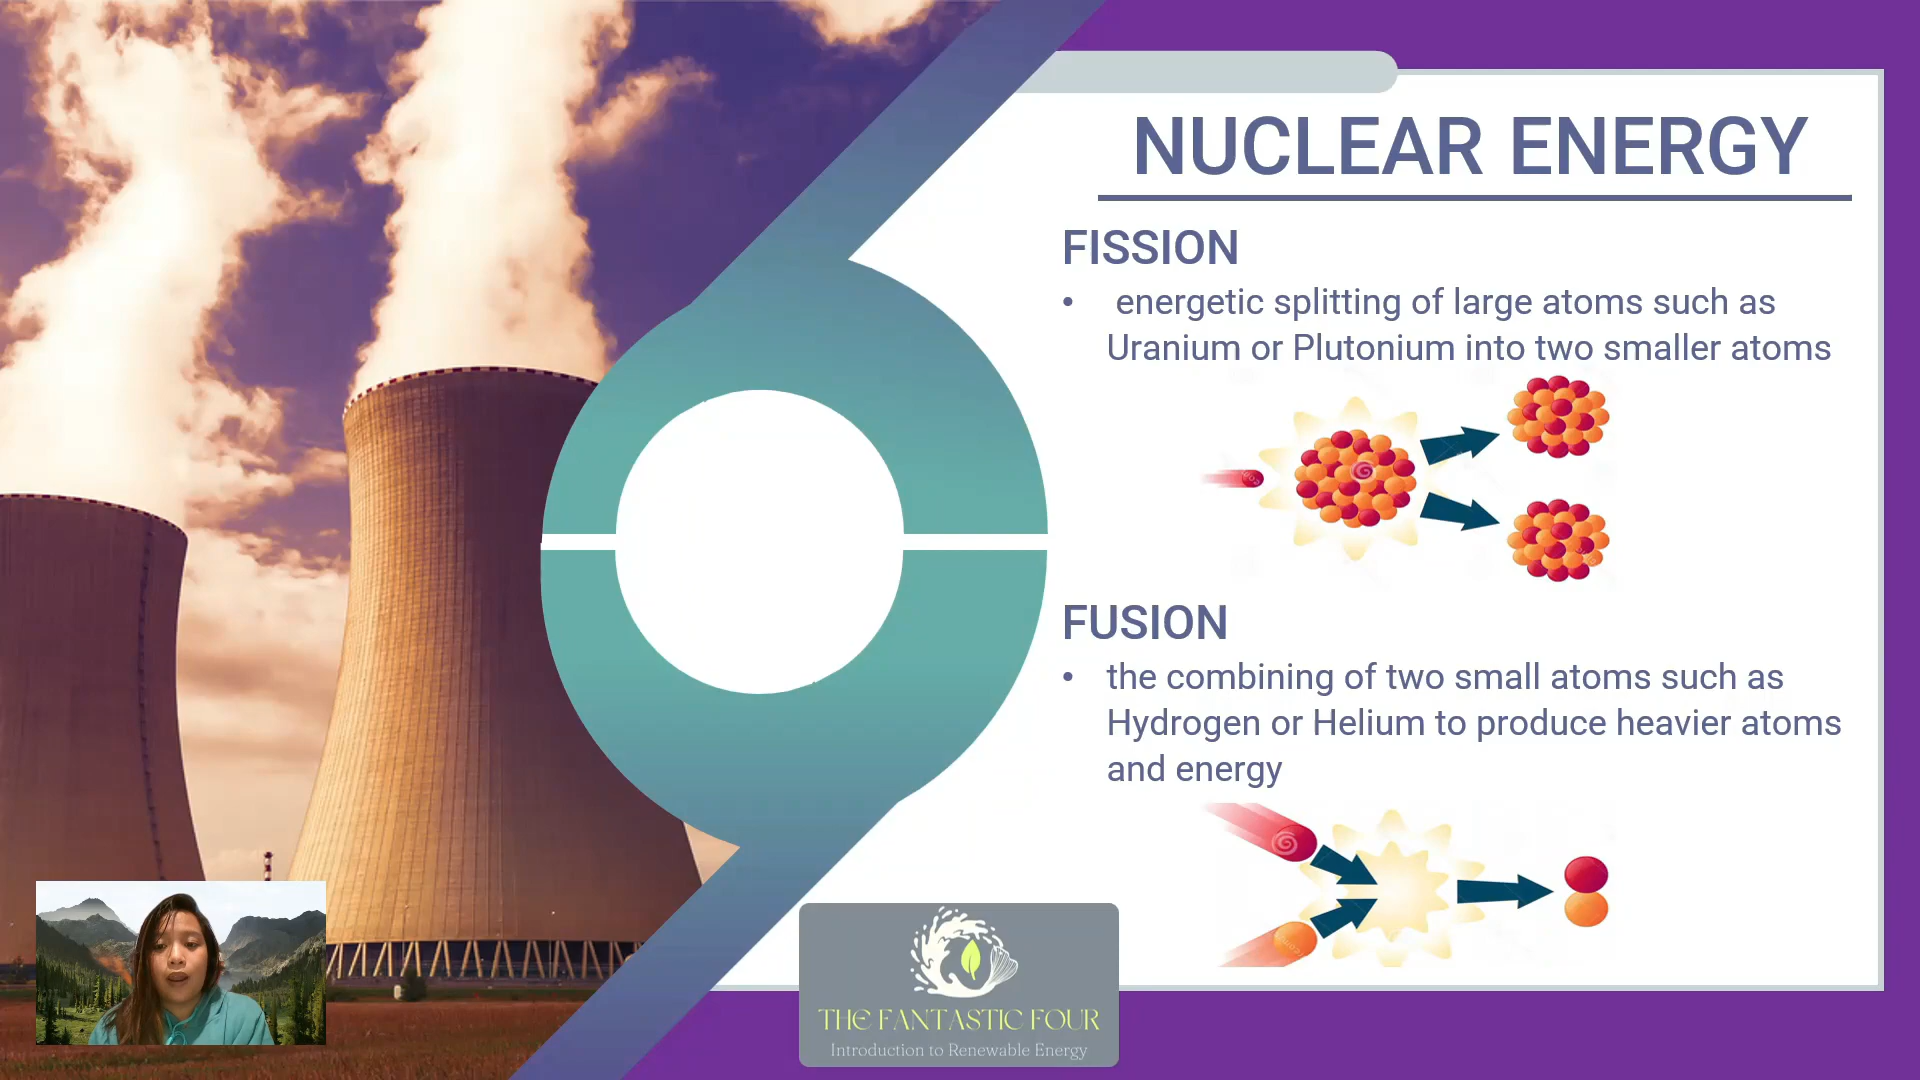 NUCLEAR ENERGY
FISSION
• energetic splitting of large atoms such as
Uranium or Plutonium into two smaller atoms
FUSION
• the combining of two small atoms such as
Hydrogen or Helium to produce heavier atoms
and energy
THE FANTASTIC FOUR
Introduction to Renewable Energy